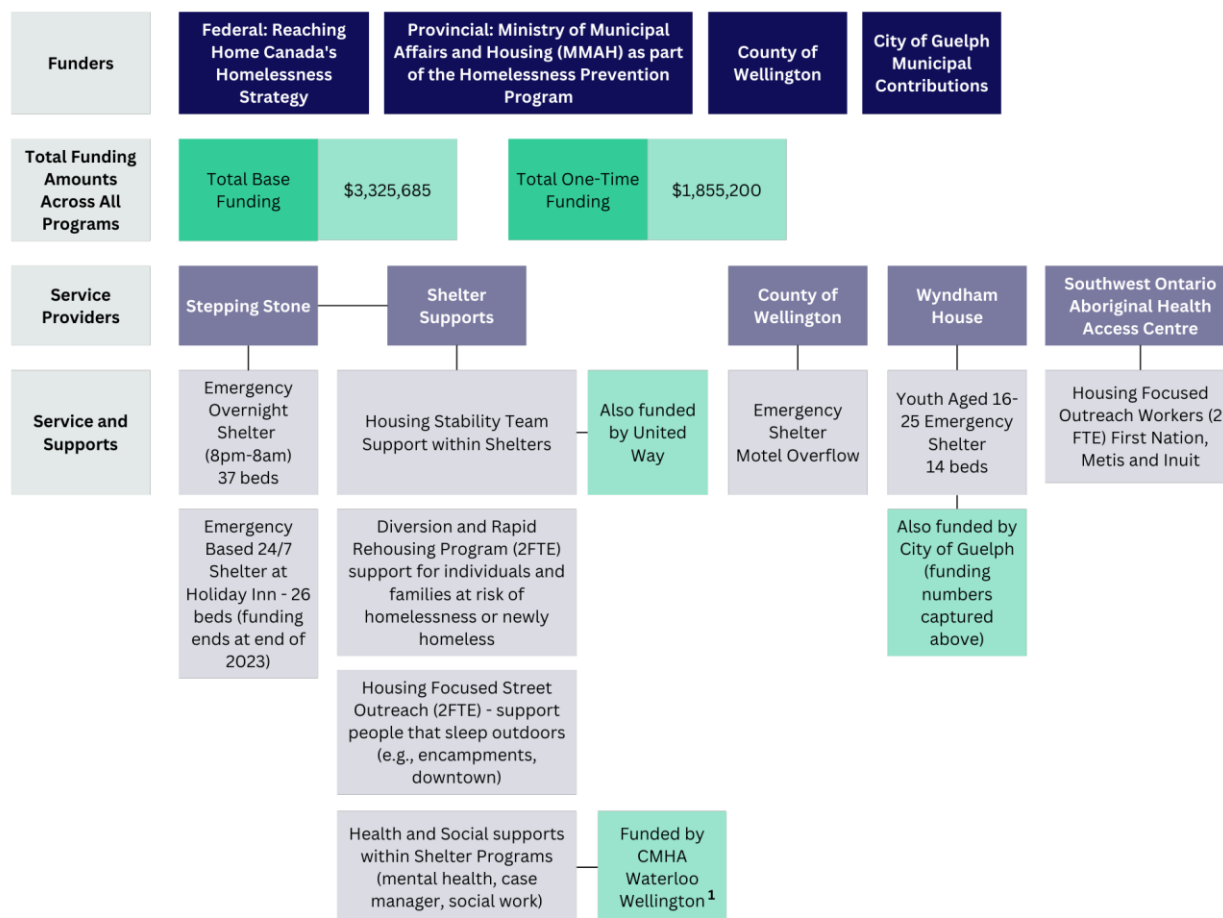 Funders
Federal: Reaching
Home Canada's
Homelessness
Strategy
Provincial: Ministry of Municipal
Affairs and Housing (MMAH) as part
of the Homelessness Prevention
Program
County of
Wellington
City of Guelph
Municipal
Contributions
Total Funding
Amounts
Across All
Programs
Total Base
Funding
$3,325,685
Total One-Time
Funding
$1,855,200
Service
Providers
Stepping Stone
Shelter
Supports
County of
Wellington
Wyndham
House
Southwest Ontario
Aboriginal Health
Access Centre
Service and
Supports
Emergency
Overnight
Shelter
(8pm-8am)
37 beds
Housing Stability Team
Support within Shelters
Also funded
by United
Way
Emergency
Shelter
Motel Overflow
Youth Aged 16-
25 Emergency
Shelter
14 beds
Housing Focused
Outreach Workers (2
FTE) First Nation,
Metis and Inuit
Emergency
Based 24/7
Shelter at
Holiday Inn - 26
beds (funding
ends at end of
2023)
Diversion and Rapid
Rehousing Program (2FTE)
support for individuals and
families at risk of
homelessness or newly
homeless
Also funded by
City of Guelph
(funding
numbers
captured
above)
Housing Focused Street
Outreach (2FTE) - support
people that sleep outdoors
(e.g., encampments,
downtown)
Health and Social supports
within Shelter Programs
(mental health, case
manager, social work)
Funded by
CMHA
Waterloo
Wellington 1